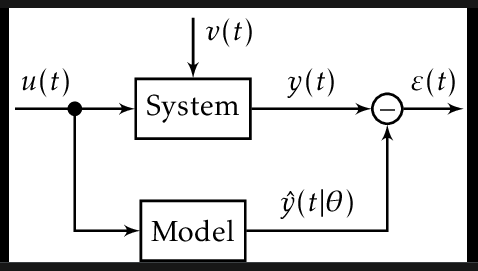 v(t)
u(t)
System
y(t)
−
ε(t)
ŷ(t|θ)
Model